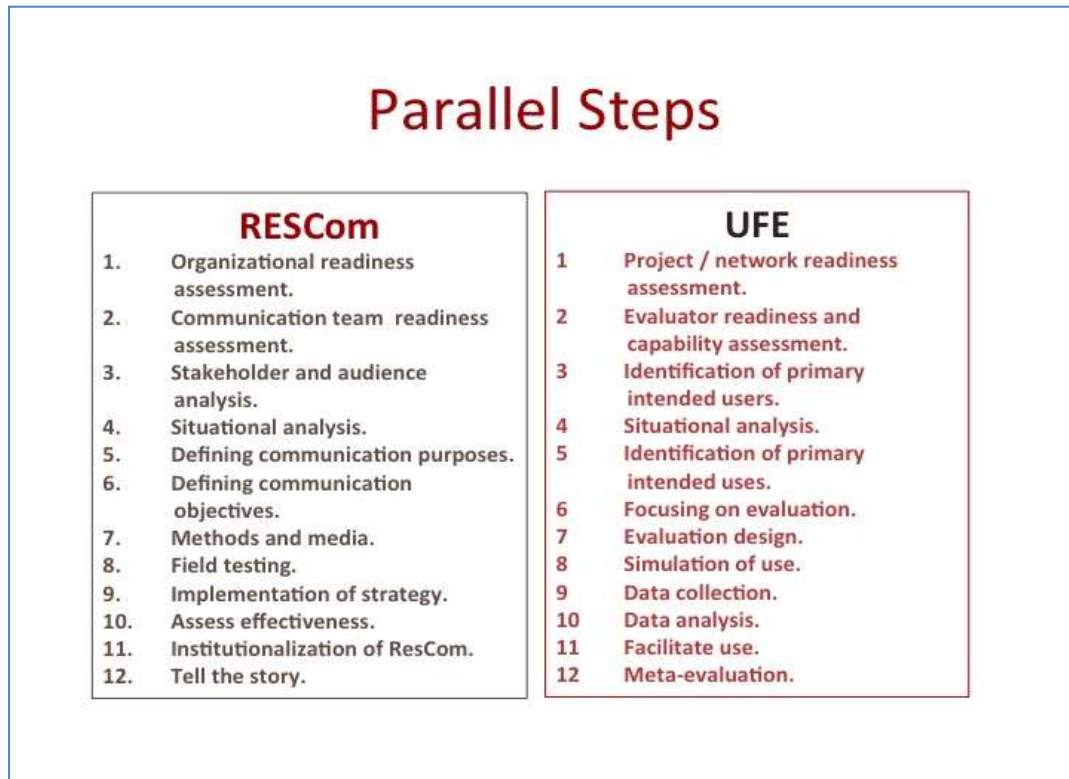 Parallel Steps
RESCom
1. Organizational readiness
assessment.
2. Communication team readiness
assessment.
3. Stakeholder and audience
analysis.
4. Situational analysis.
5. Defining communication purposes.
6. Defining communication
objectives.
7. Methods and media.
8. Field testing.
9. Implementation of strategy.
10. Assess effectiveness.
11. Institutionalization of ResCom.
12. Tell the story.
UFE
1 Project / network readiness
assessment.
2 Evaluator readiness and
capability assessment.
3 Identification of primary
intended users.
4 Situational analysis.
5 Identification of primary
intended uses.
6 Focusing on evaluation.
7 Evaluation design.
8 Simulation of use.
9 Data collection.
10 Data analysis.
11 Facilitate use.
12 Meta-evaluation.